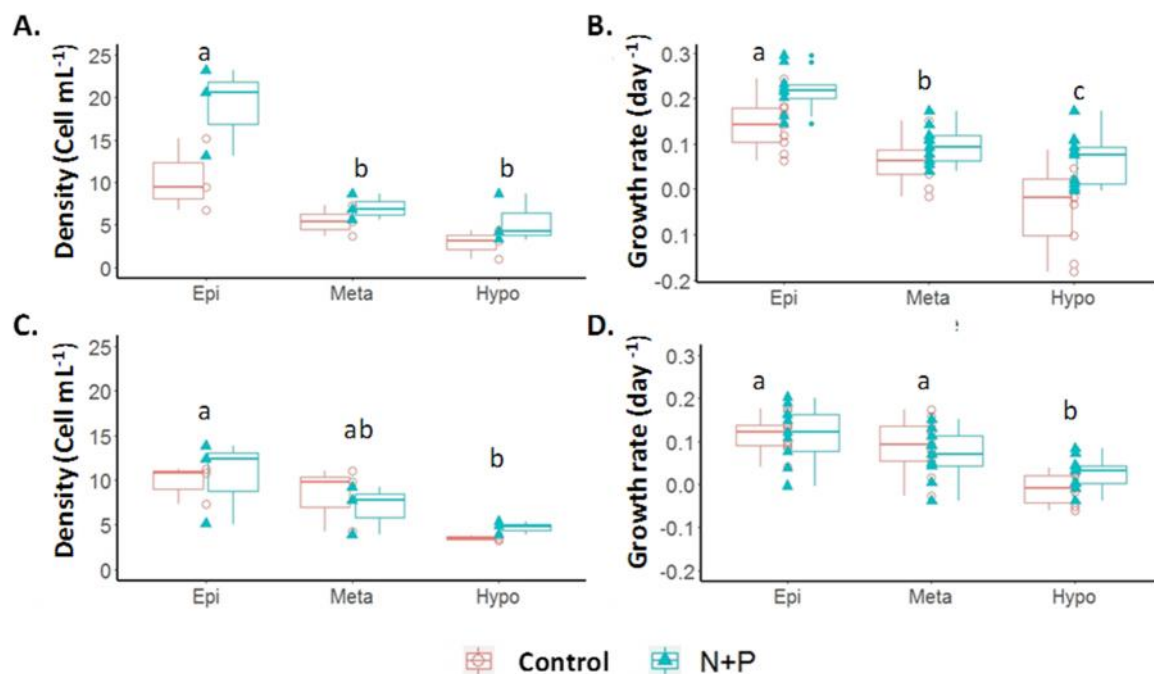 A.
Density (Cell mL-1)
25
20
15
10
5
0
a
b
b
Epi Meta Hypo
B.
Growth rate (day -1)
0.3
0.2
0.1
0.0
0.1
-0.2
a
b
c
Epi Meta Hypo
C.
Density (Cell mL-1)
25
20
15
10
5
0
a
ab
b
Epi Meta Hypo
D.
Growth rate (day -1)
0.3
0.2
0.1
0.0
-0.1
-0.2
a
a
b
Epi Meta Hypo
Control N+P